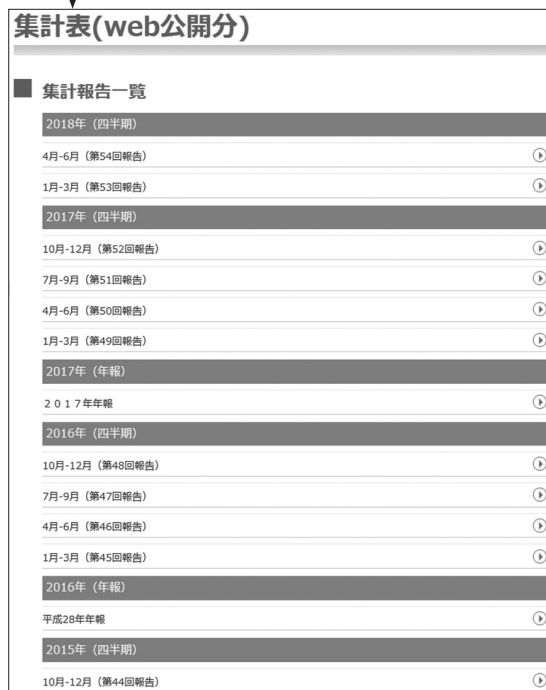 集計表(web公開分)
集計報告一覧
2018年（四半期）
4月-6月（第54回報告）
1月-3月（第53回報告）
2017年（四半期）
10月-12月（第52回報告）
7月-9月（第51回報告）
4月-6月（第50回報告）
1月-3月（第49回報告）
2017年（年報）
２０１７年年報
2016年（四半期）
10月-12月（第48回報告）
7月-9月（第47回報告）
4月-6月（第46回報告）
1月-3月（第45回報告）
2016年（年報）
平成28年年報
2015年（四半期）
10月-12月（第44回報告）